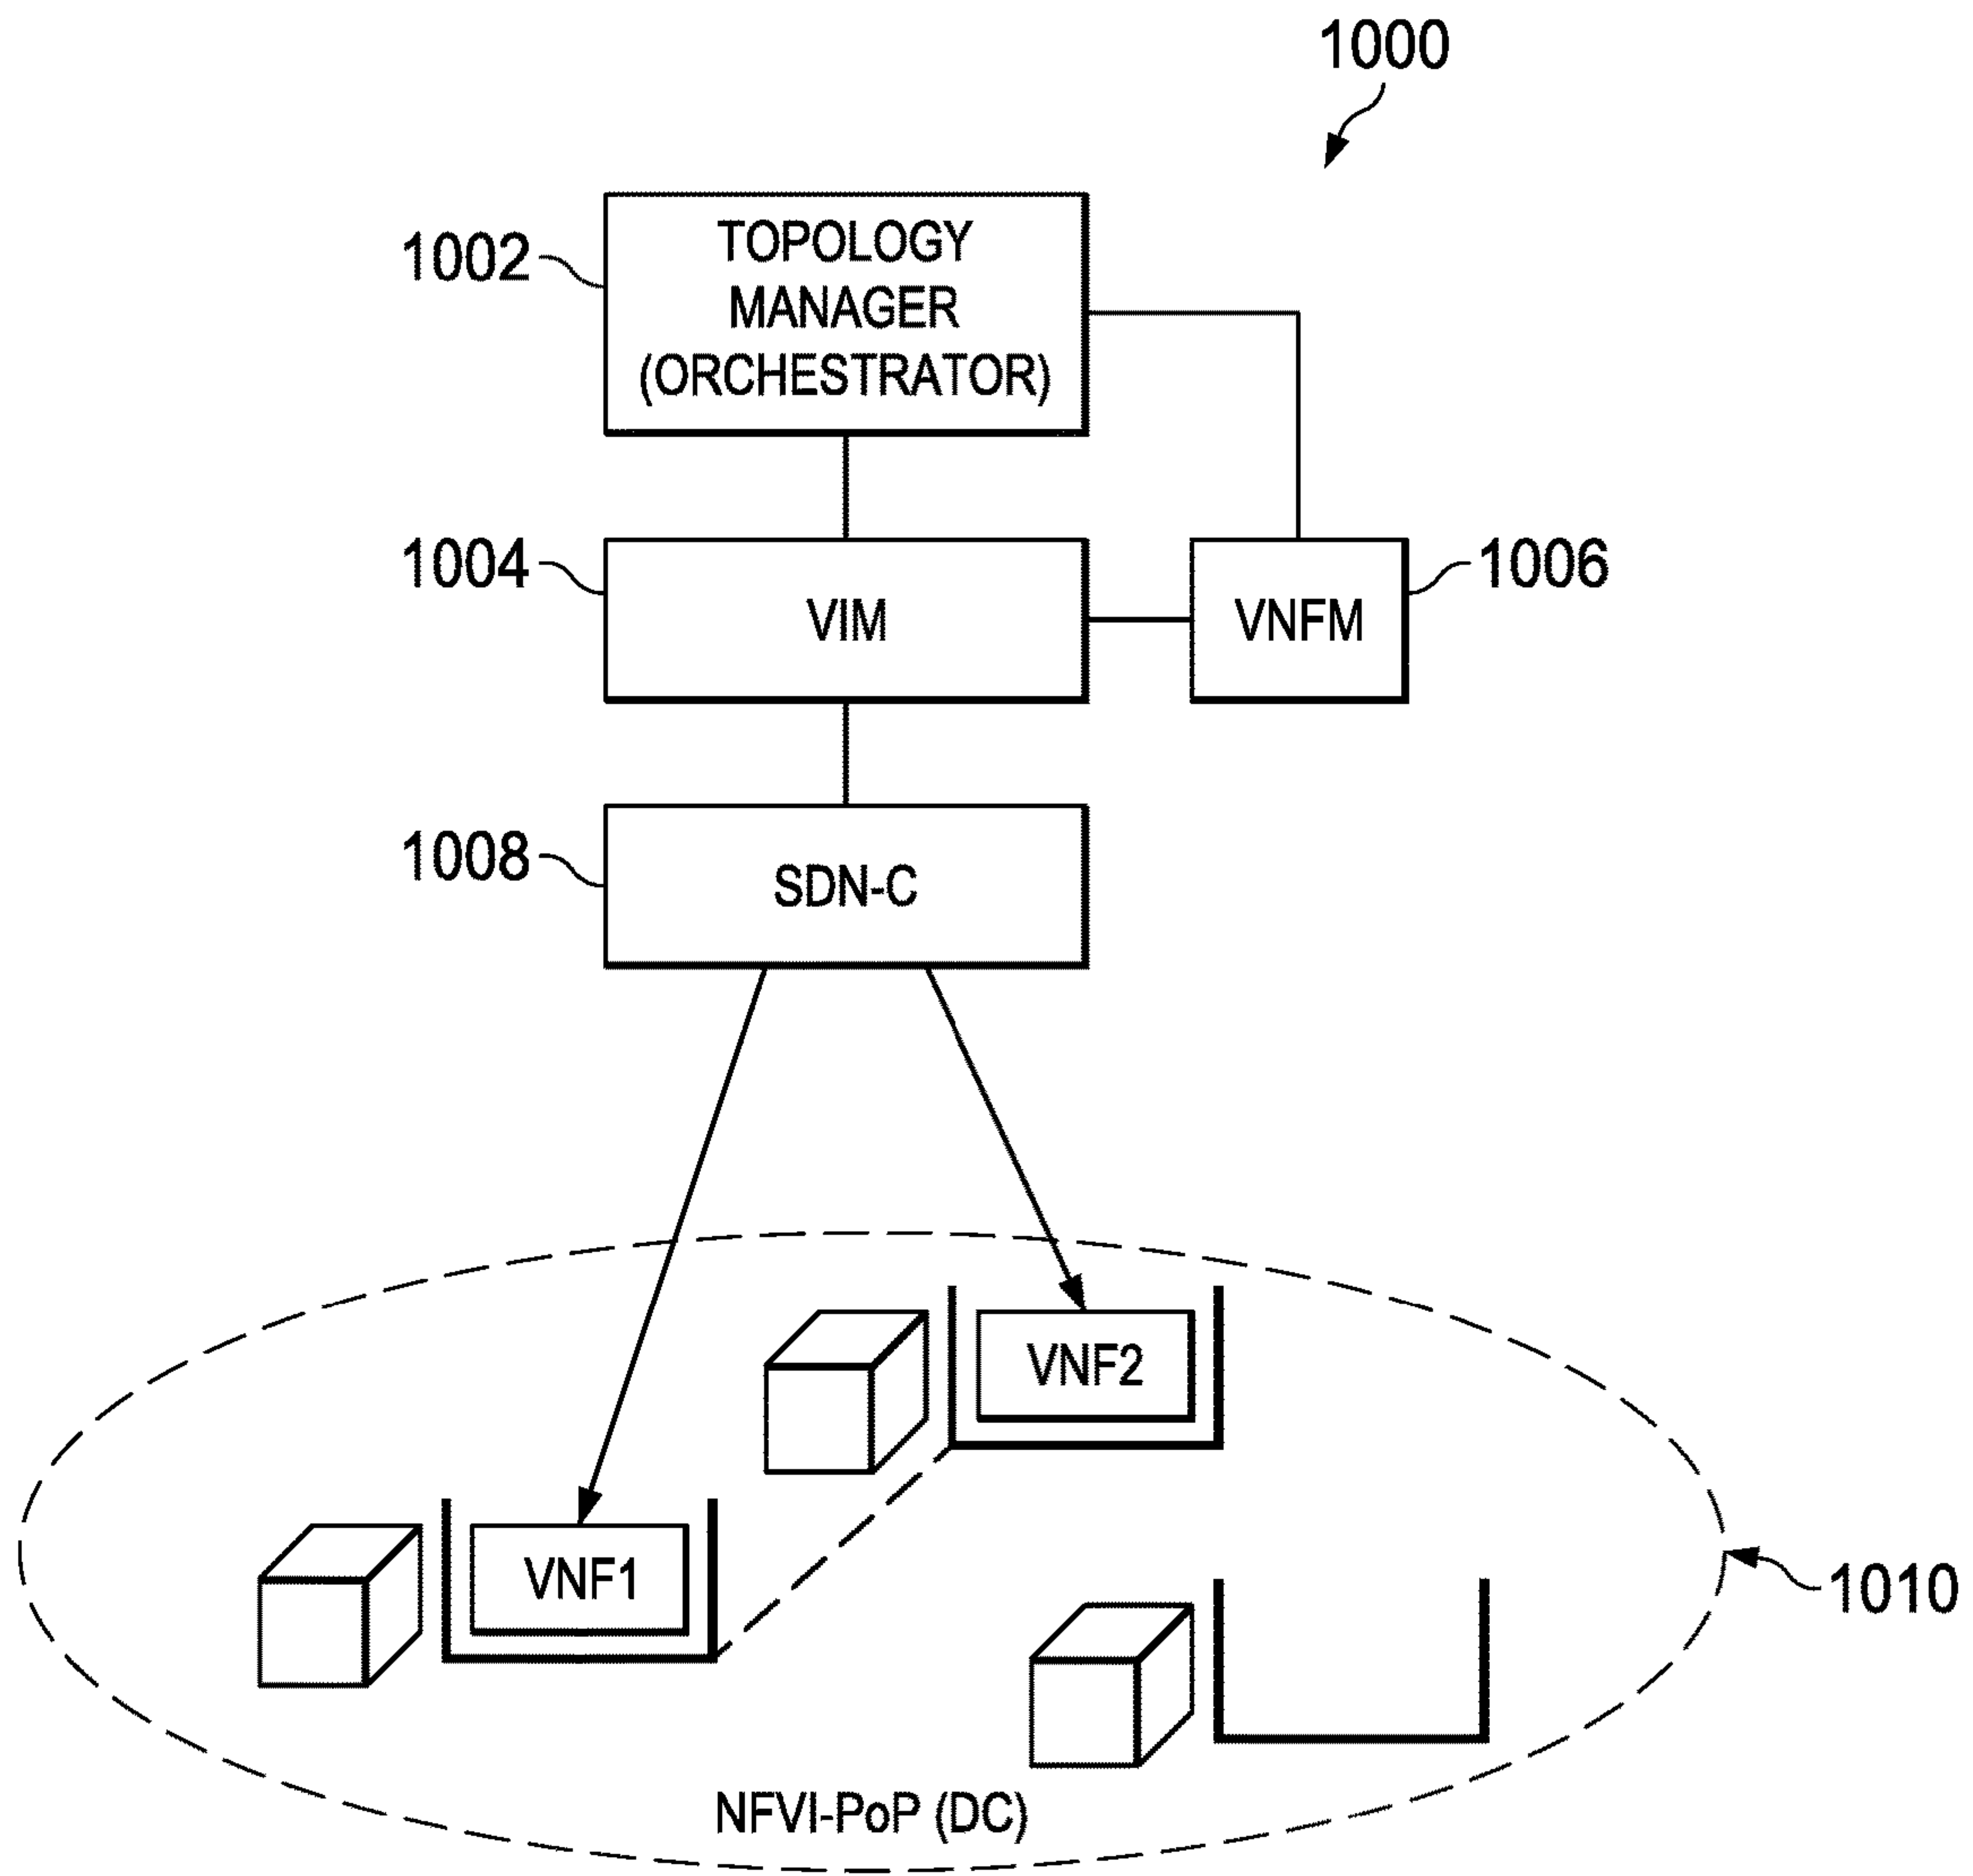 1000
1002
TOPOLOGY
MANAGER
(ORCHESTRATOR)
1004
VIM
VNFM
1006
1008
SDN-C
VNF2
VNF1
1010
NFVI-PoP (DC)